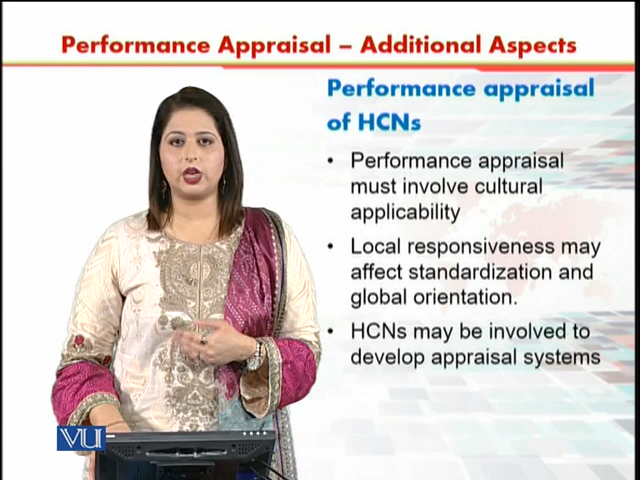 Performance Appraisal – Additional Aspects
Performance appraisal
of HCNs
• Performance appraisal
must involve cultural
applicability
• Local responsiveness may
affect standardization and
global orientation.
• HCNs may be involved to
develop appraisal systems
VU